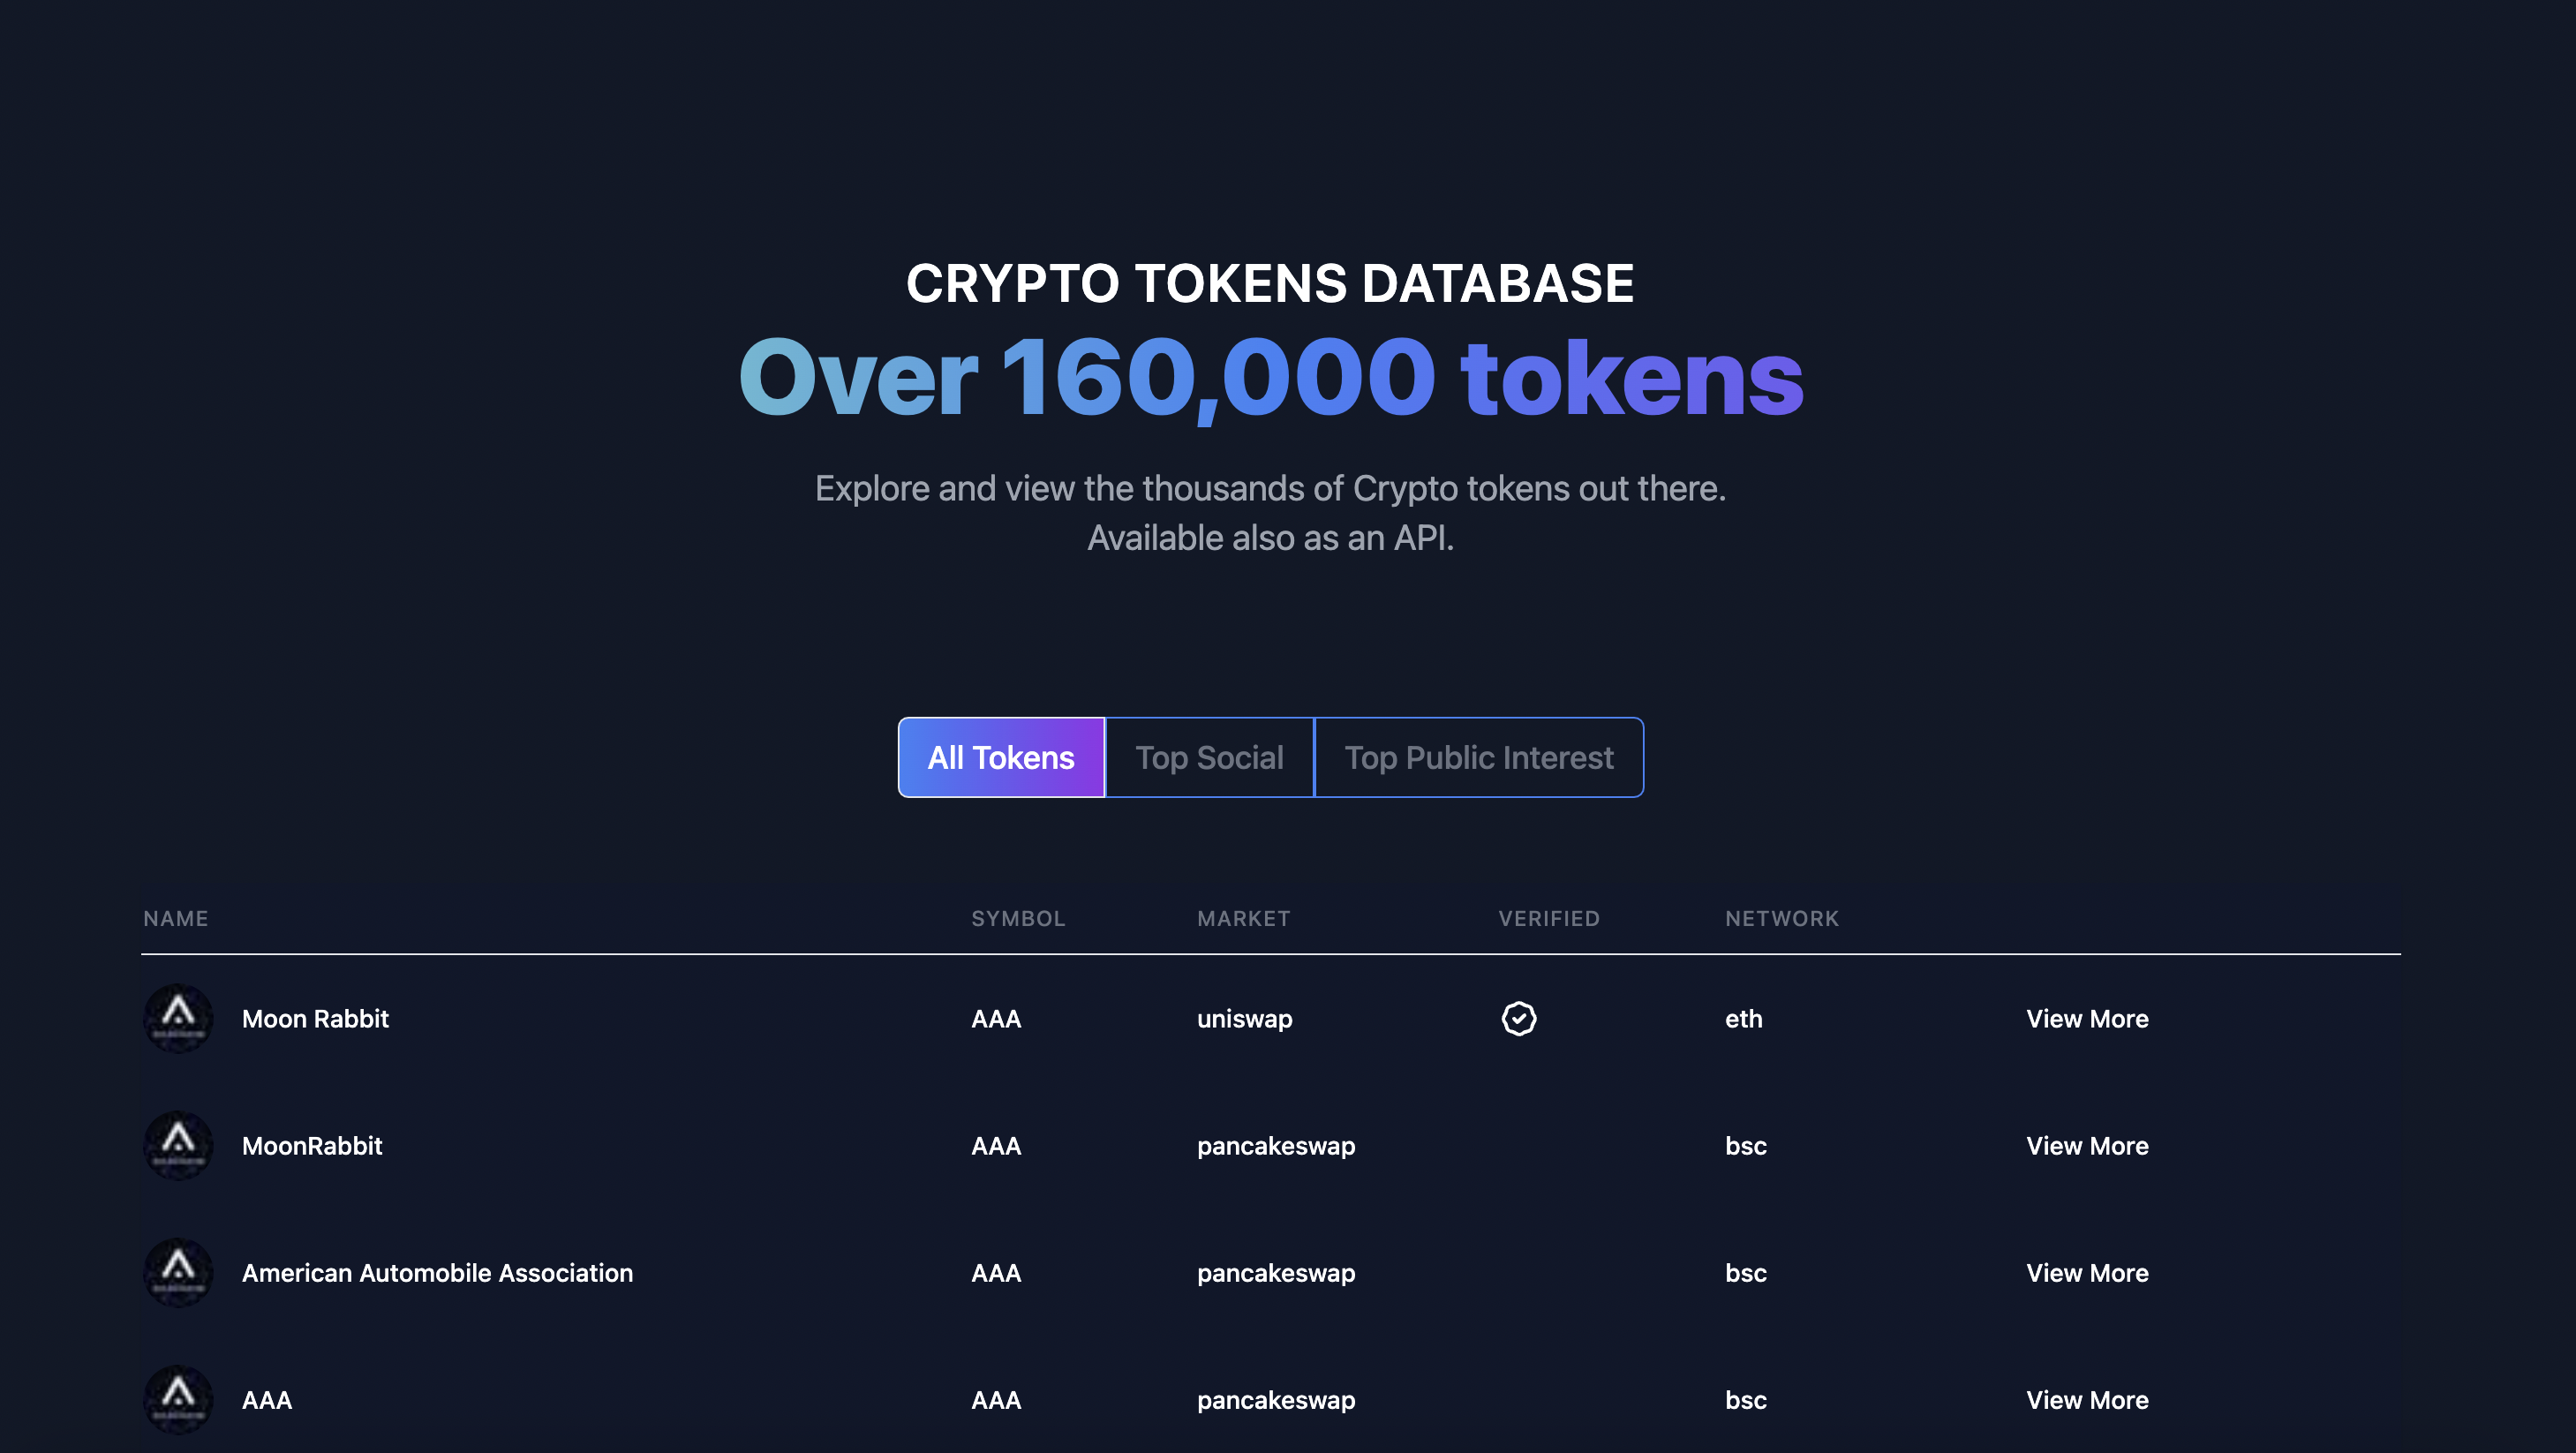 CRYPTO TOKENS DATABASE
Over 160,000 tokens
Explore and view the thousands of Crypto tokens out there.
Available also as an API.
All Tokens Top Social Top Public Interest
NAME SYMBOL MARKET VERIFIED NETWORK
Moon Rabbit AAA uniswap eth View More
MoonRabbit AAA pancakeswap bsc View More
American Automobile Association AAA pancakeswap bsc View More
AAA AAA pancakeswap bsc View More